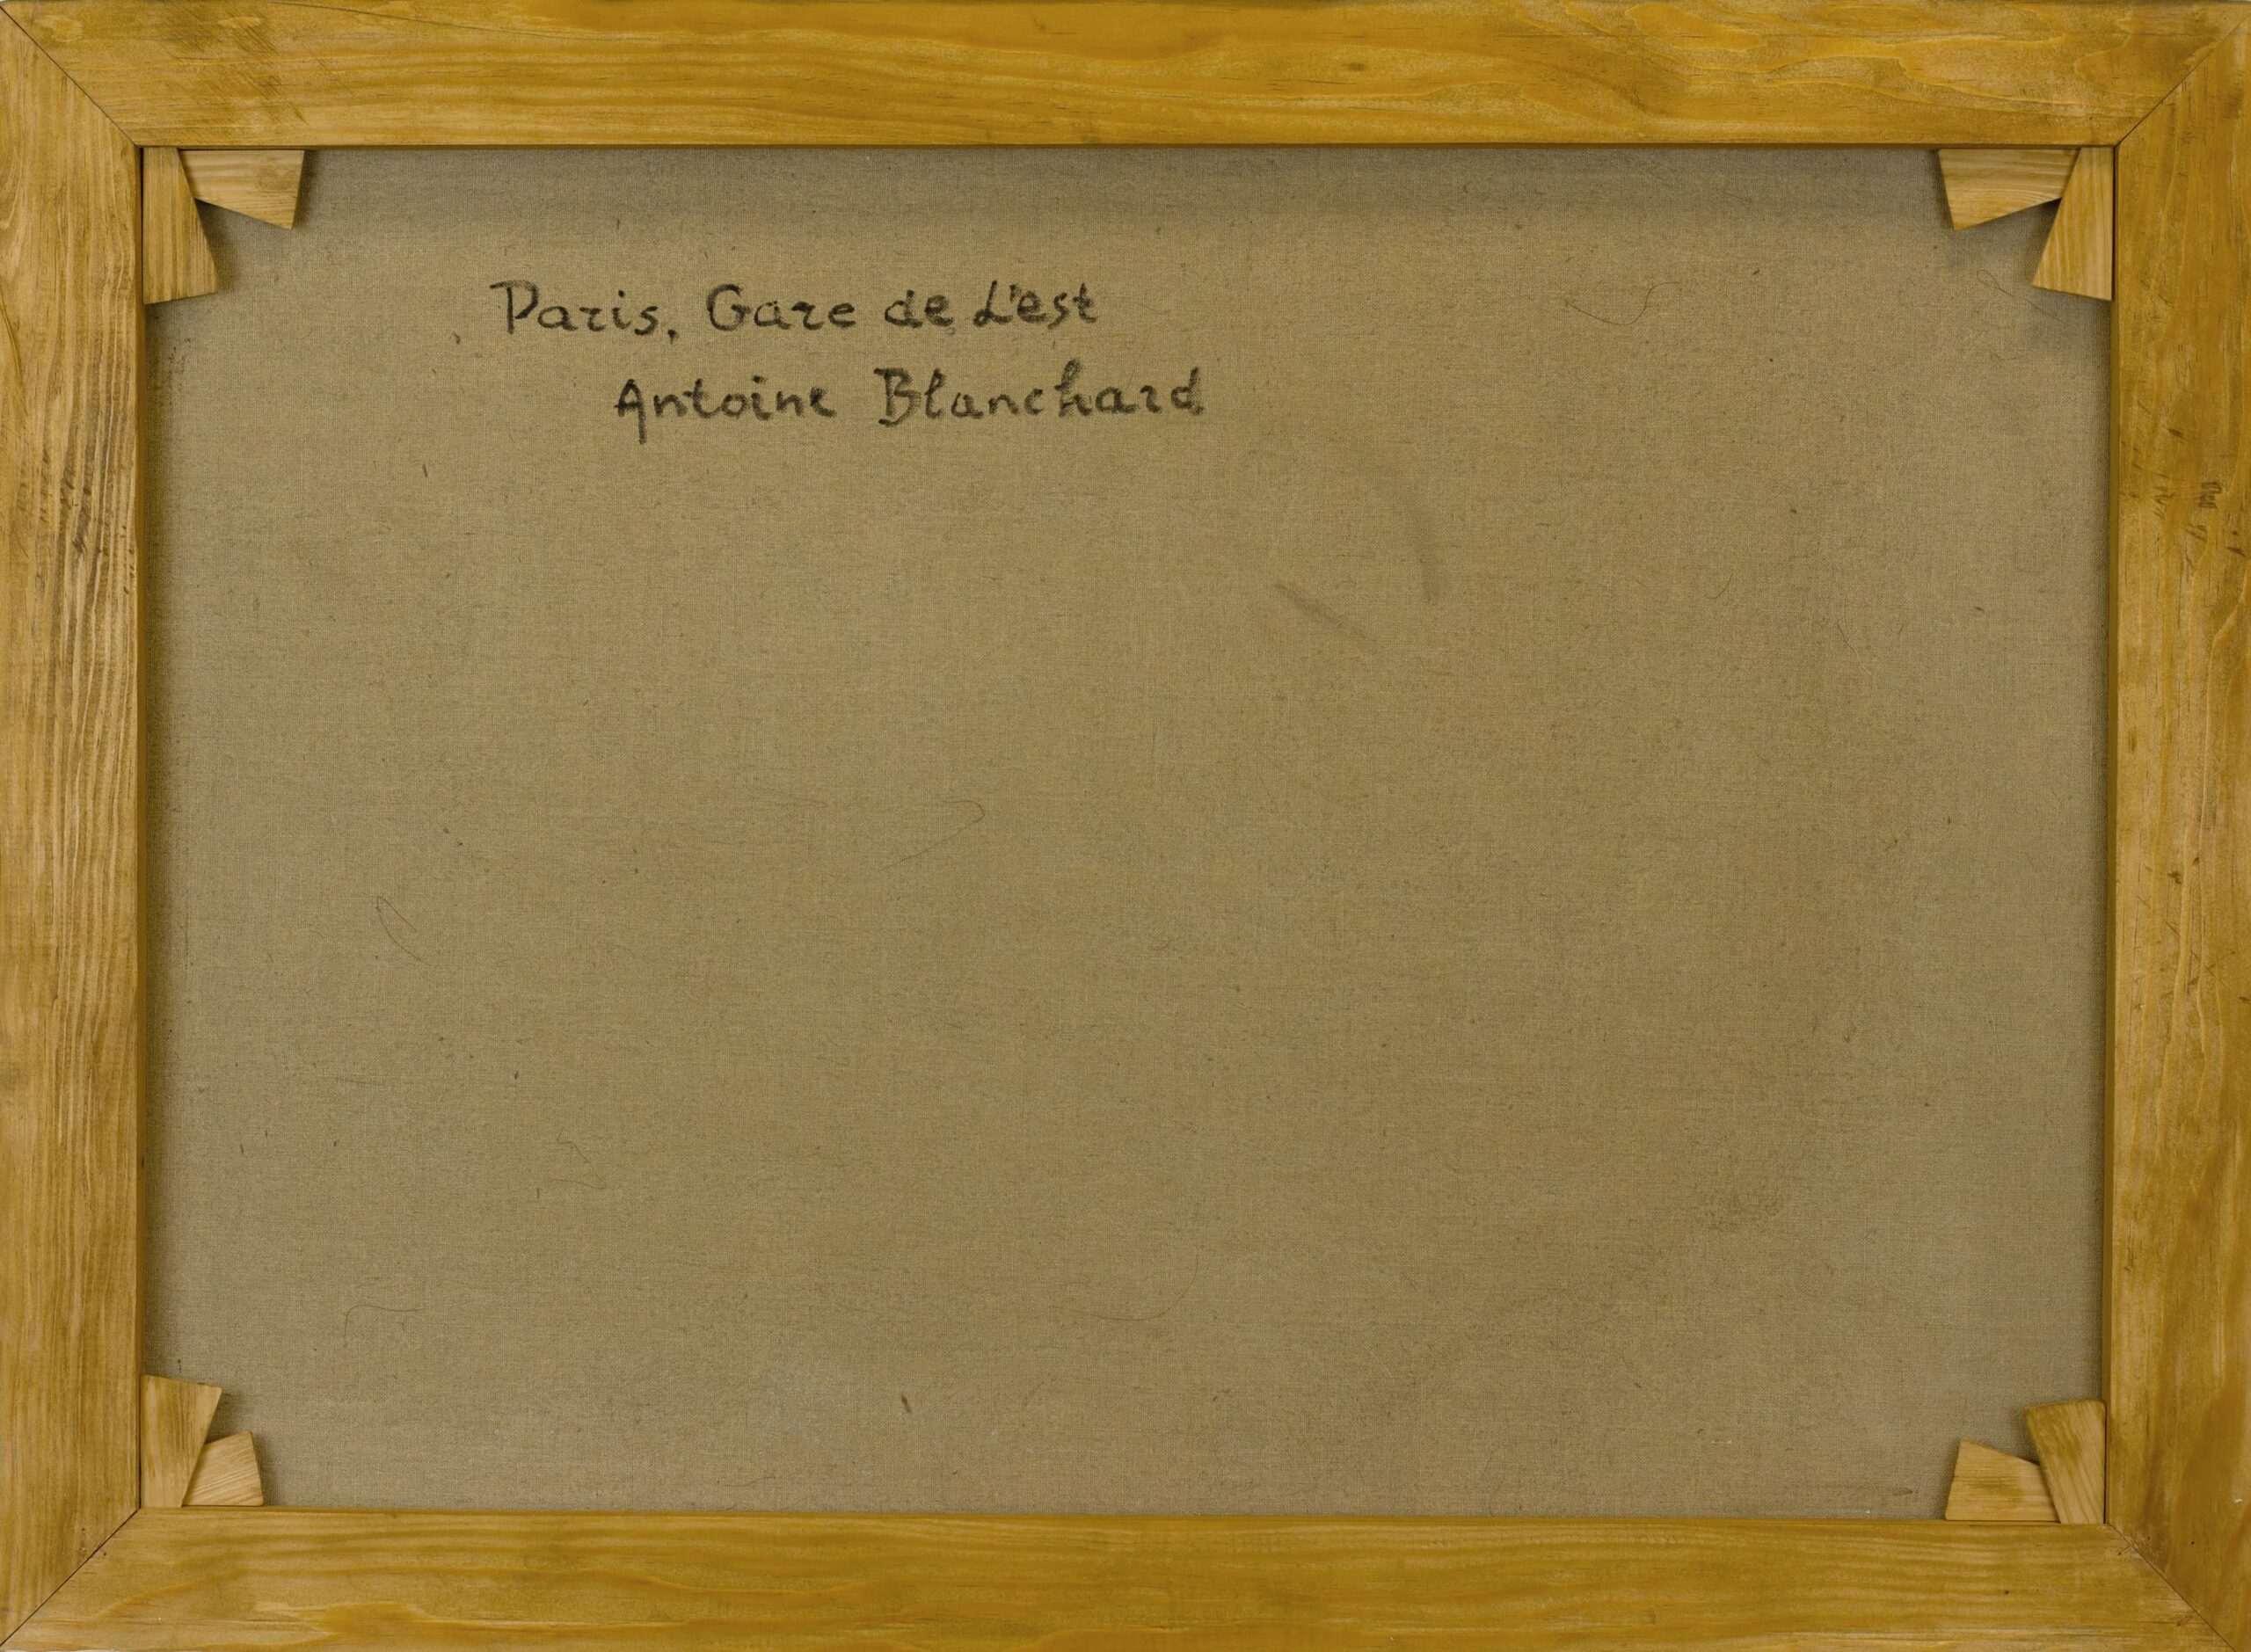 Paris, Gare de L'est
Antoine Blanchard